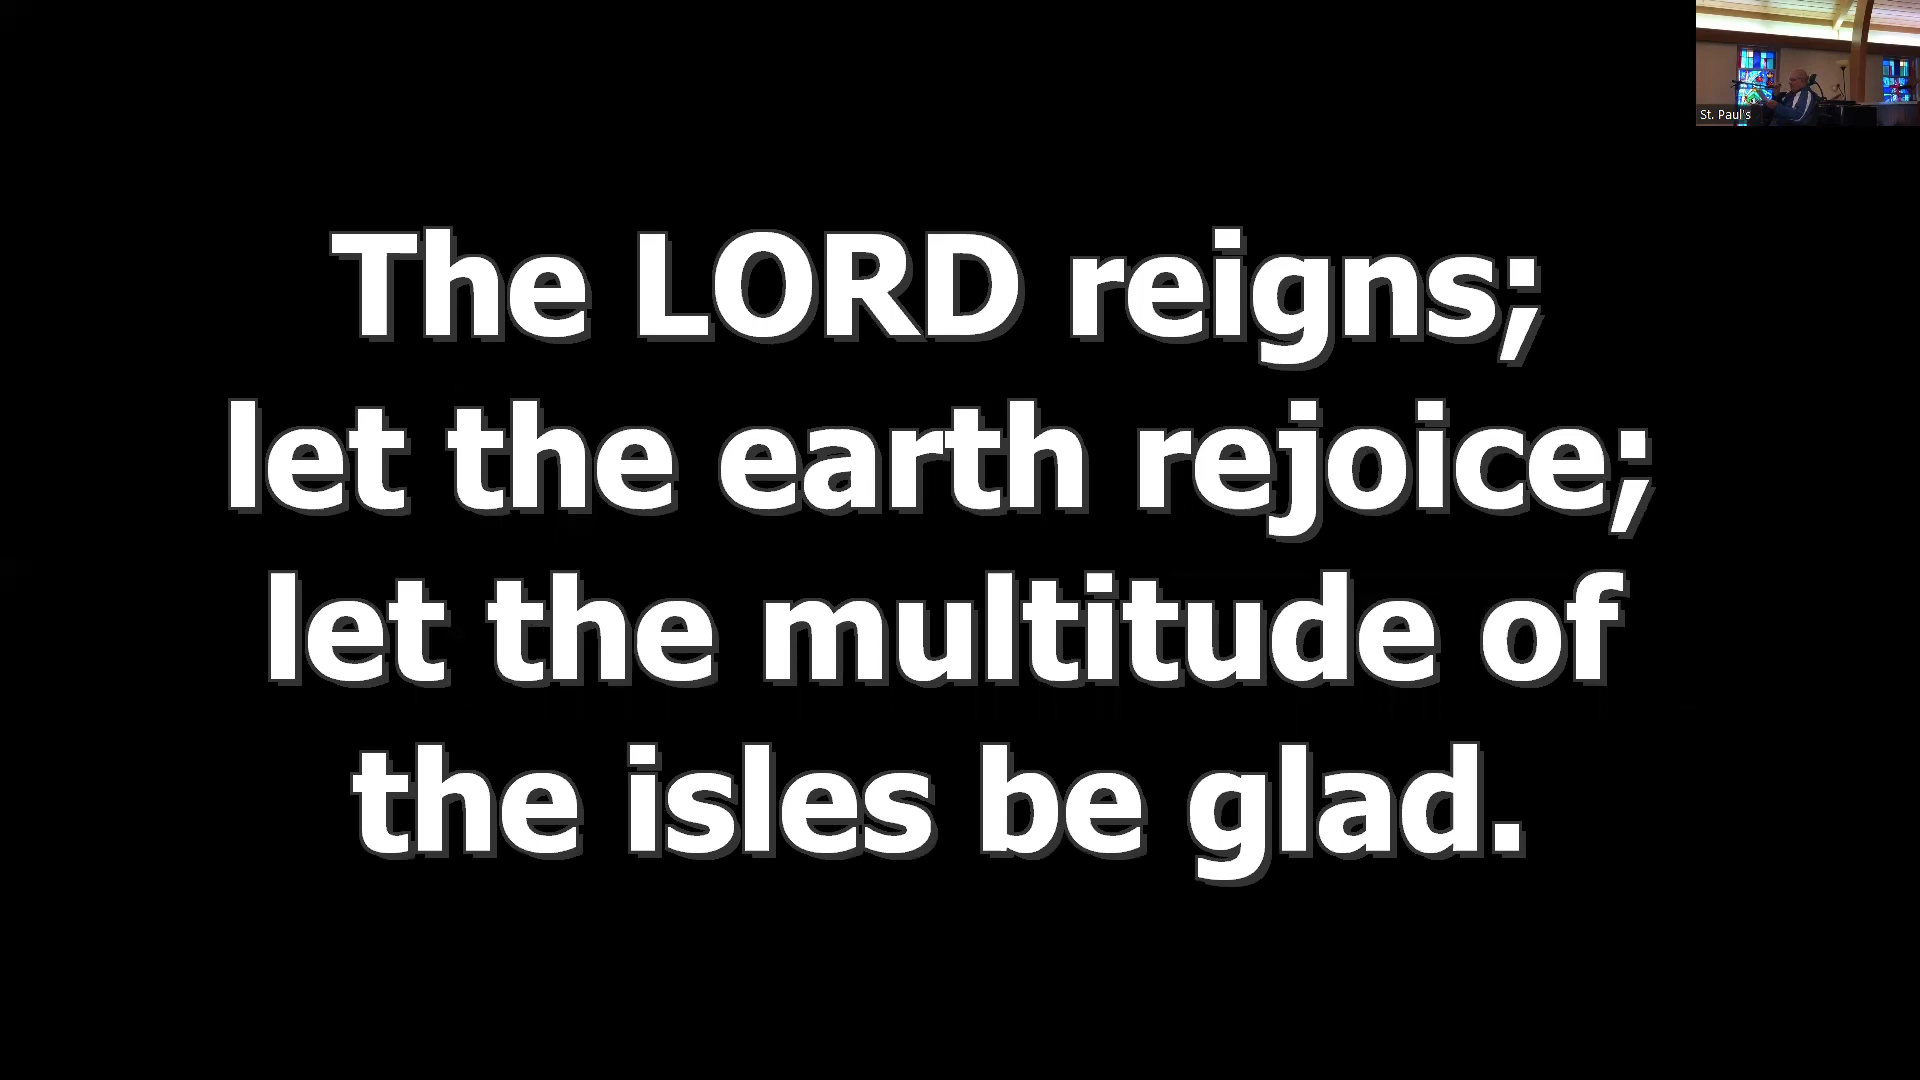 The LORD reigns;
let the earth rejoice;
let the multitude of
the isles be glad.
St. Paul's